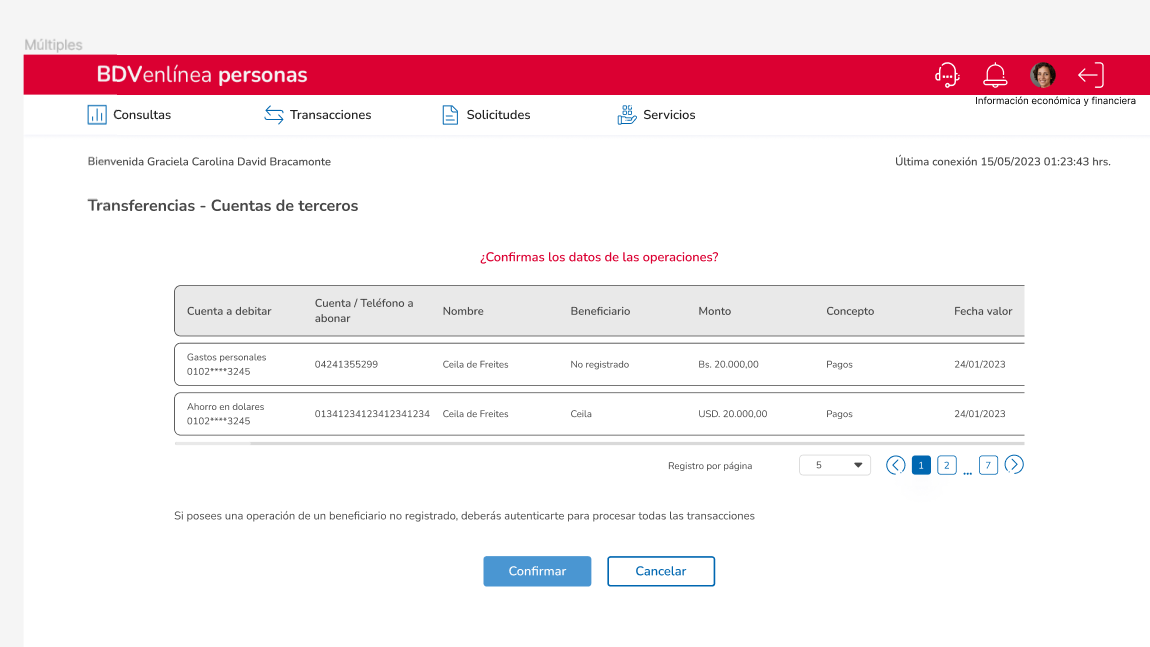 Múltiples
BDVenlínea personas
Información económica y financiera
Consultas
Transacciones
Solicitudes
Servicios
Bienvenida Graciela Carolina David Bracamonte
Última conexión 15/05/2023 01:23:43 hrs.
Transferencias - Cuentas de terceros
¿Confirmas los datos de las operaciones?
Cuenta a debitar
Cuenta / Teléfono a
abonar
Nombre
Beneficiario
Monto
Concepto
Fecha valor
Gastos personales
0102****3245
04241355299
Ceila de Freites
No registrado
Bs. 20.000,00
Pagos
24/01/2023
Ahorro en dolares
0102****3245
01341234123412341234
Ceila de Freites
Ceila
USD. 20.000,00
Pagos
24/01/2023
Registro por página
5
1
2
...
7
Si posees una operación de un beneficiario no registrado, deberás autenticarte para procesar todas las transacciones
Confirmar
Cancelar